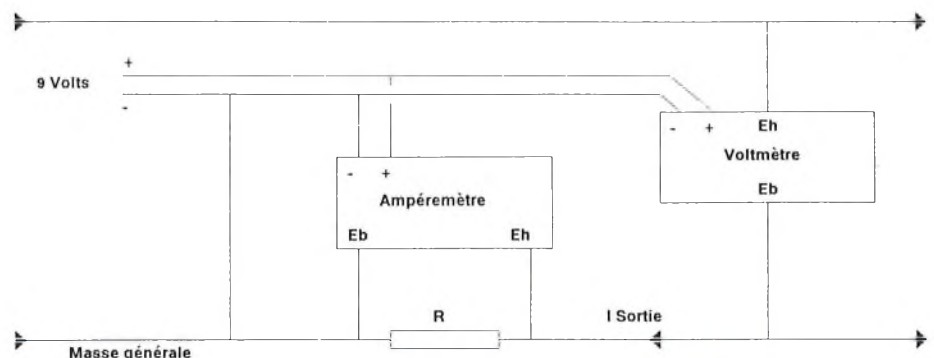 +
9 Volts
-
- + Eh
Voltmètre
Eb
- +
Ampéremètre
Eb Eh
R
I Sortie
Masse générale